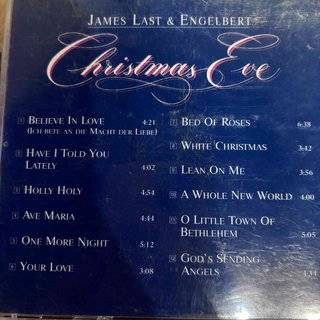 JAMES LAST & ENGELBERT
Christmas Eve
1 BELIEVE IN LOVE 4:21
(ICH BETE AN DIE MACHT DER LIEBE)
2 HAVE I TOLD YOU
LATELY 4:02
3 HOLLY HOLY 4:54
4 AVE MARIA 4:44
5 ONE MORE NIGHT 5:12
6 YOUR LOVE 3:08
7 BED OF ROSES 6:38
8 WHITE CHRISTMAS 3:42
9 LEAN ON ME 3:56
10 A WHOLE NEW WORLD 4:00
11 O LITTLE TOWN OF
BETHLEHEM 5:05
12 GOD'S SENDING
ANGELS